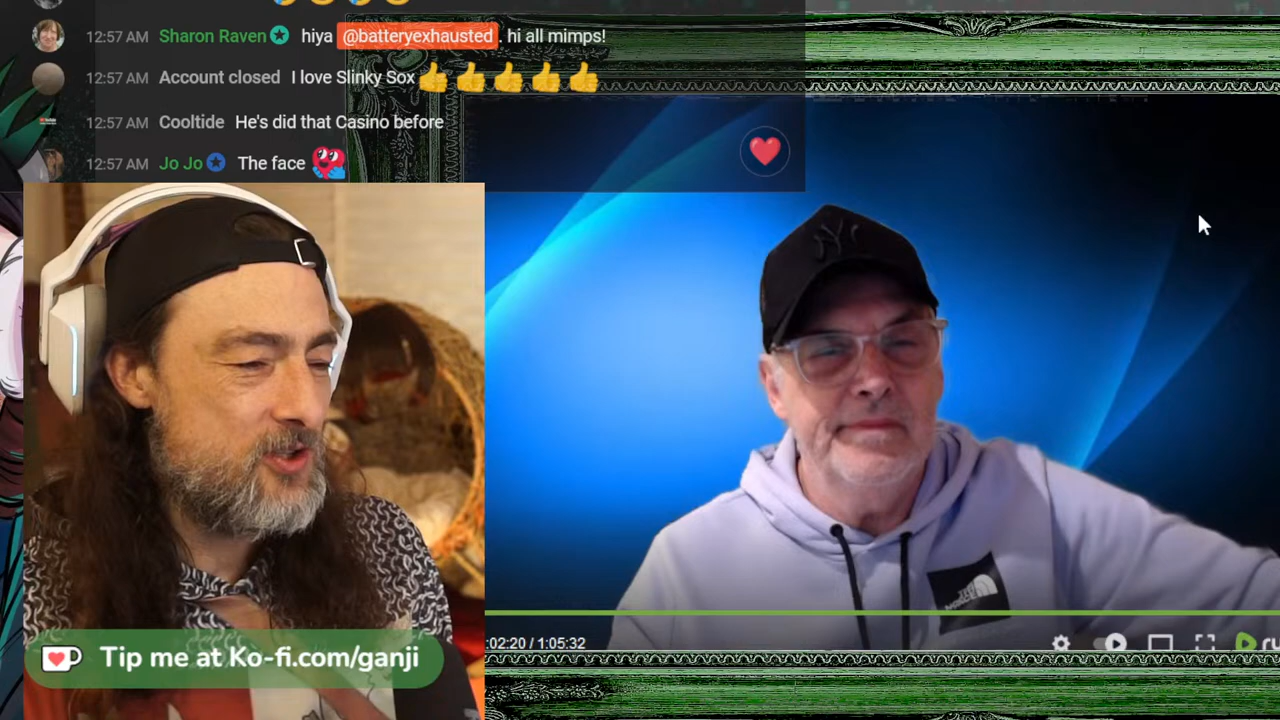 12:57 AM Sharon Raven hiya @batteryexhausted . hi all mimps!
12:57 AM Account closed I love Slinky Sox👍👍👍👍👍
12:57 AM Cooltide He's did that Casino before
12:57 AM Jo Jo The face
NY
Tip me at Ko-fi.com/ganji
:02:20 / 1:05:32
ru